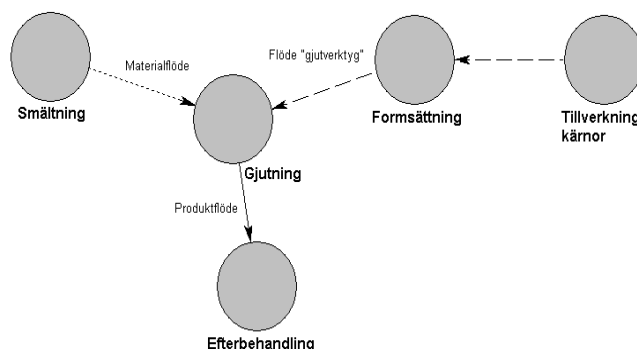 Materialflöde
Flöde "gjutverktyg"
Smältning
Formsättning
Tillverkning
kärnor
Gjutning
Produktflöde
Efterbehandling